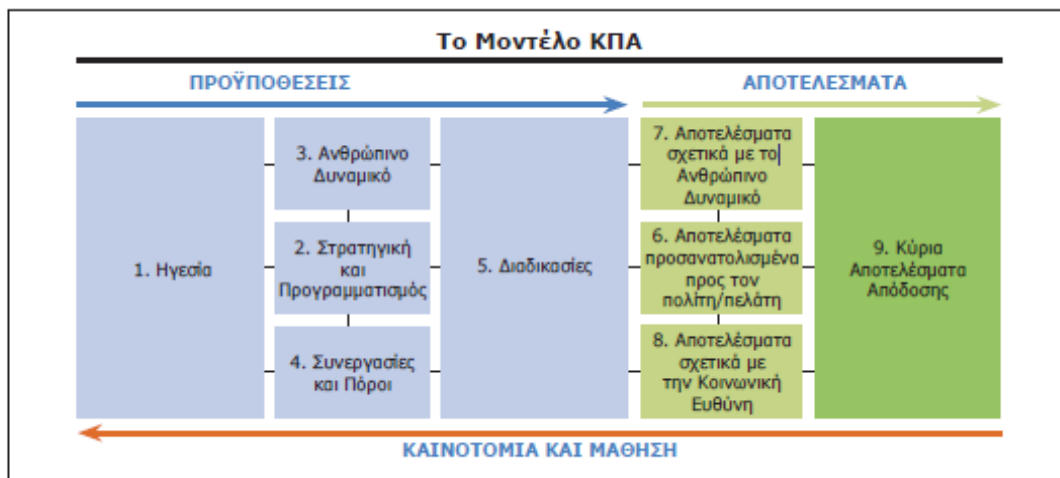 Το Μοντέλο ΚΠΑ
ΠΡΟΫΠΟΘΕΣΕΙΣ
ΑΠΟΤΕΛΕΣΜΑΤΑ
1. Ηγεσία
3. Ανθρώπινο
Δυναμικό
2. Στρατηγική
και
Προγραμματισμός
4. Συνεργασίες
και Πόροι
5. Διαδικασίες
7. Αποτελέσματα
σχετικά με το
Ανθρώπινο
Δυναμικό
6. Αποτελέσματα
προσανατολισμένα
προς τον
πολίτη/πελάτη
8. Αποτελέσματα
σχετικά με
την Κοινωνική
Ευθύνη
9. Κύρια
Αποτελέσματα
Απόδοσης
ΚΑΙΝΟΤΟΜΙΑ ΚΑΙ ΜΑΘΗΣΗ